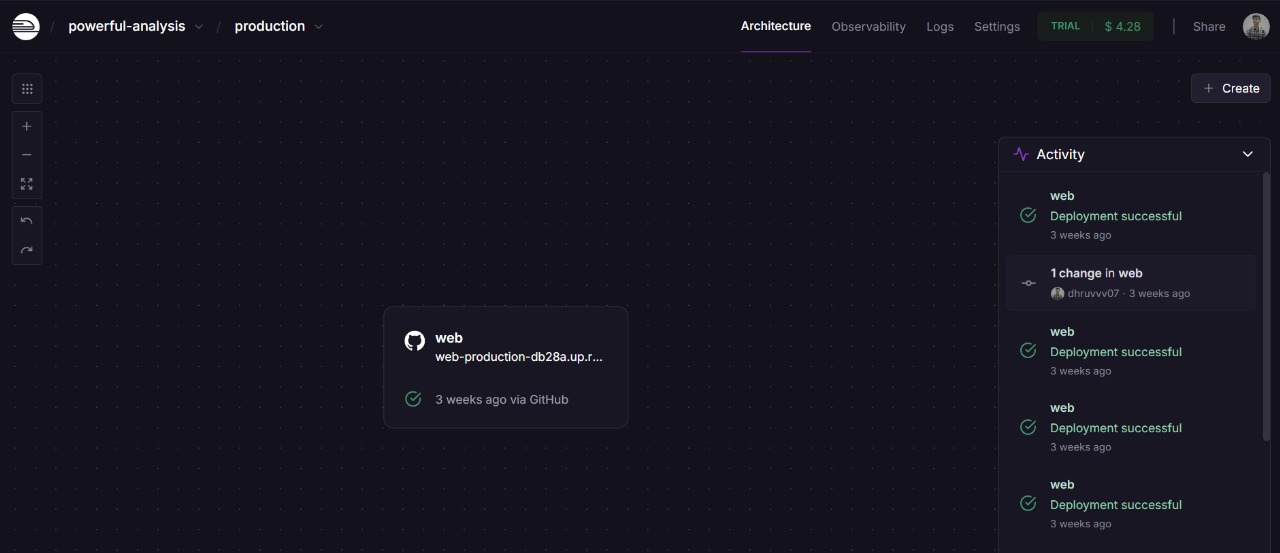 / powerful-analysis / production
Architecture Observability Logs Settings TRIAL $ 4.28 | Share
+ Create
Activity
web
Deployment successful
3 weeks ago
1 change in web
dhruvvv07 · 3 weeks ago
web
Deployment successful
3 weeks ago
web
Deployment successful
3 weeks ago
web
Deployment successful
3 weeks ago
web
web-production-db28a.up.r...
3 weeks ago via GitHub